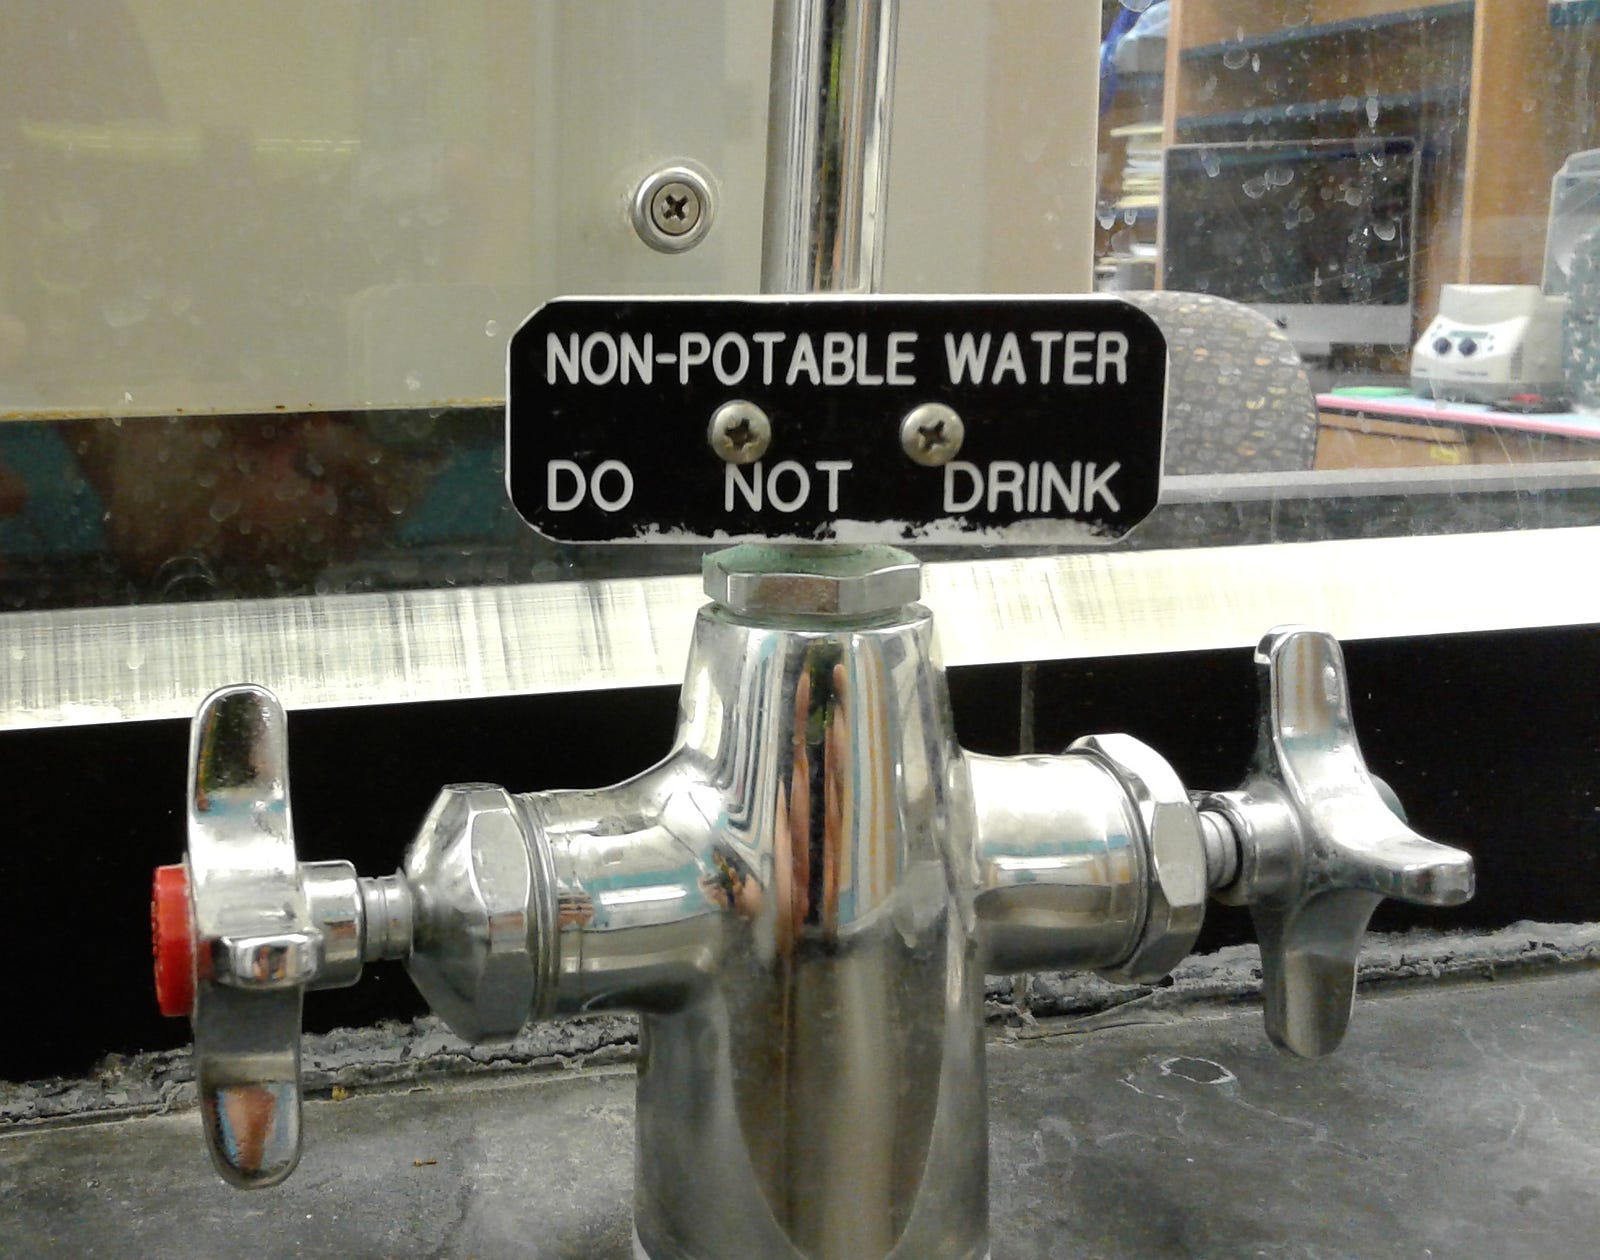 NON-POTABLE WATER
DO NOT DRINK